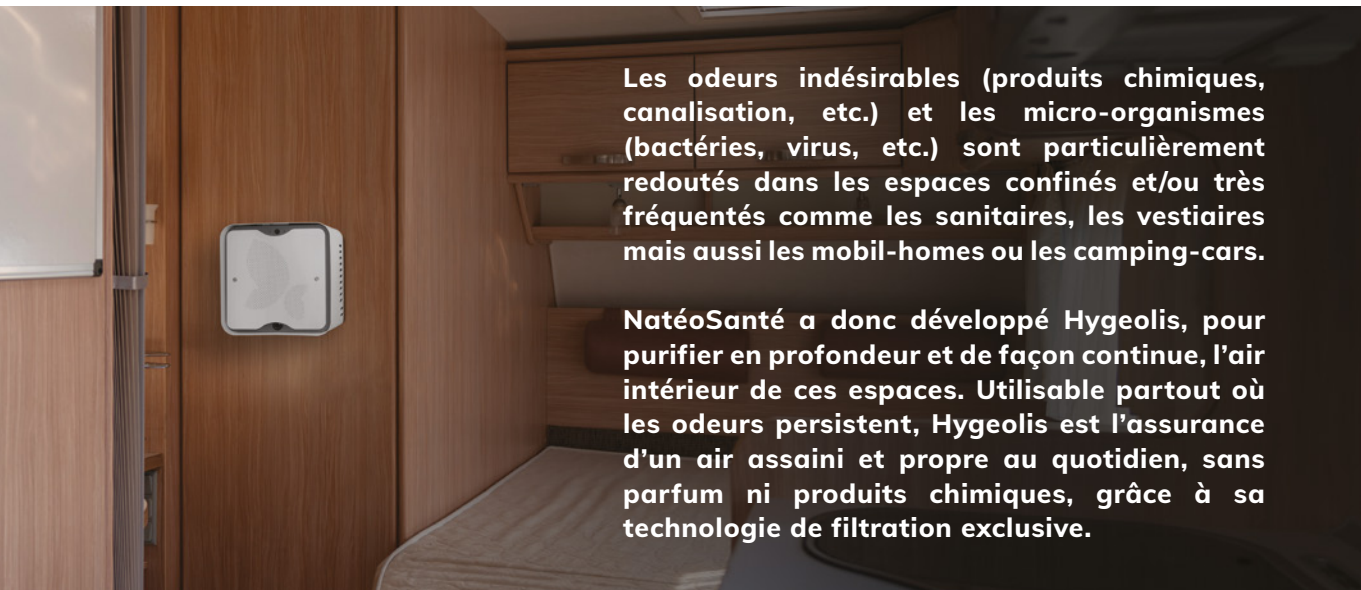 Les odeurs indésirables (produits chimiques,
canalisation, etc.) et les micro-organismes
(bactéries, virus, etc.) sont particulièrement
redoutés dans les espaces confinés et/ou très
fréquentés comme les sanitaires, les vestiaires
mais aussi les mobil-homes ou les camping-cars.
NatéoSanté a donc développé Hygeolis, pour
purifier en profondeur et de façon continue, l’air
intérieur de ces espaces. Utilisable partout où
les odeurs persistent, Hygeolis est l’assurance
d’un air assaini et propre au quotidien, sans
parfum ni produits chimiques, grâce à sa
technologie de filtration exclusive.